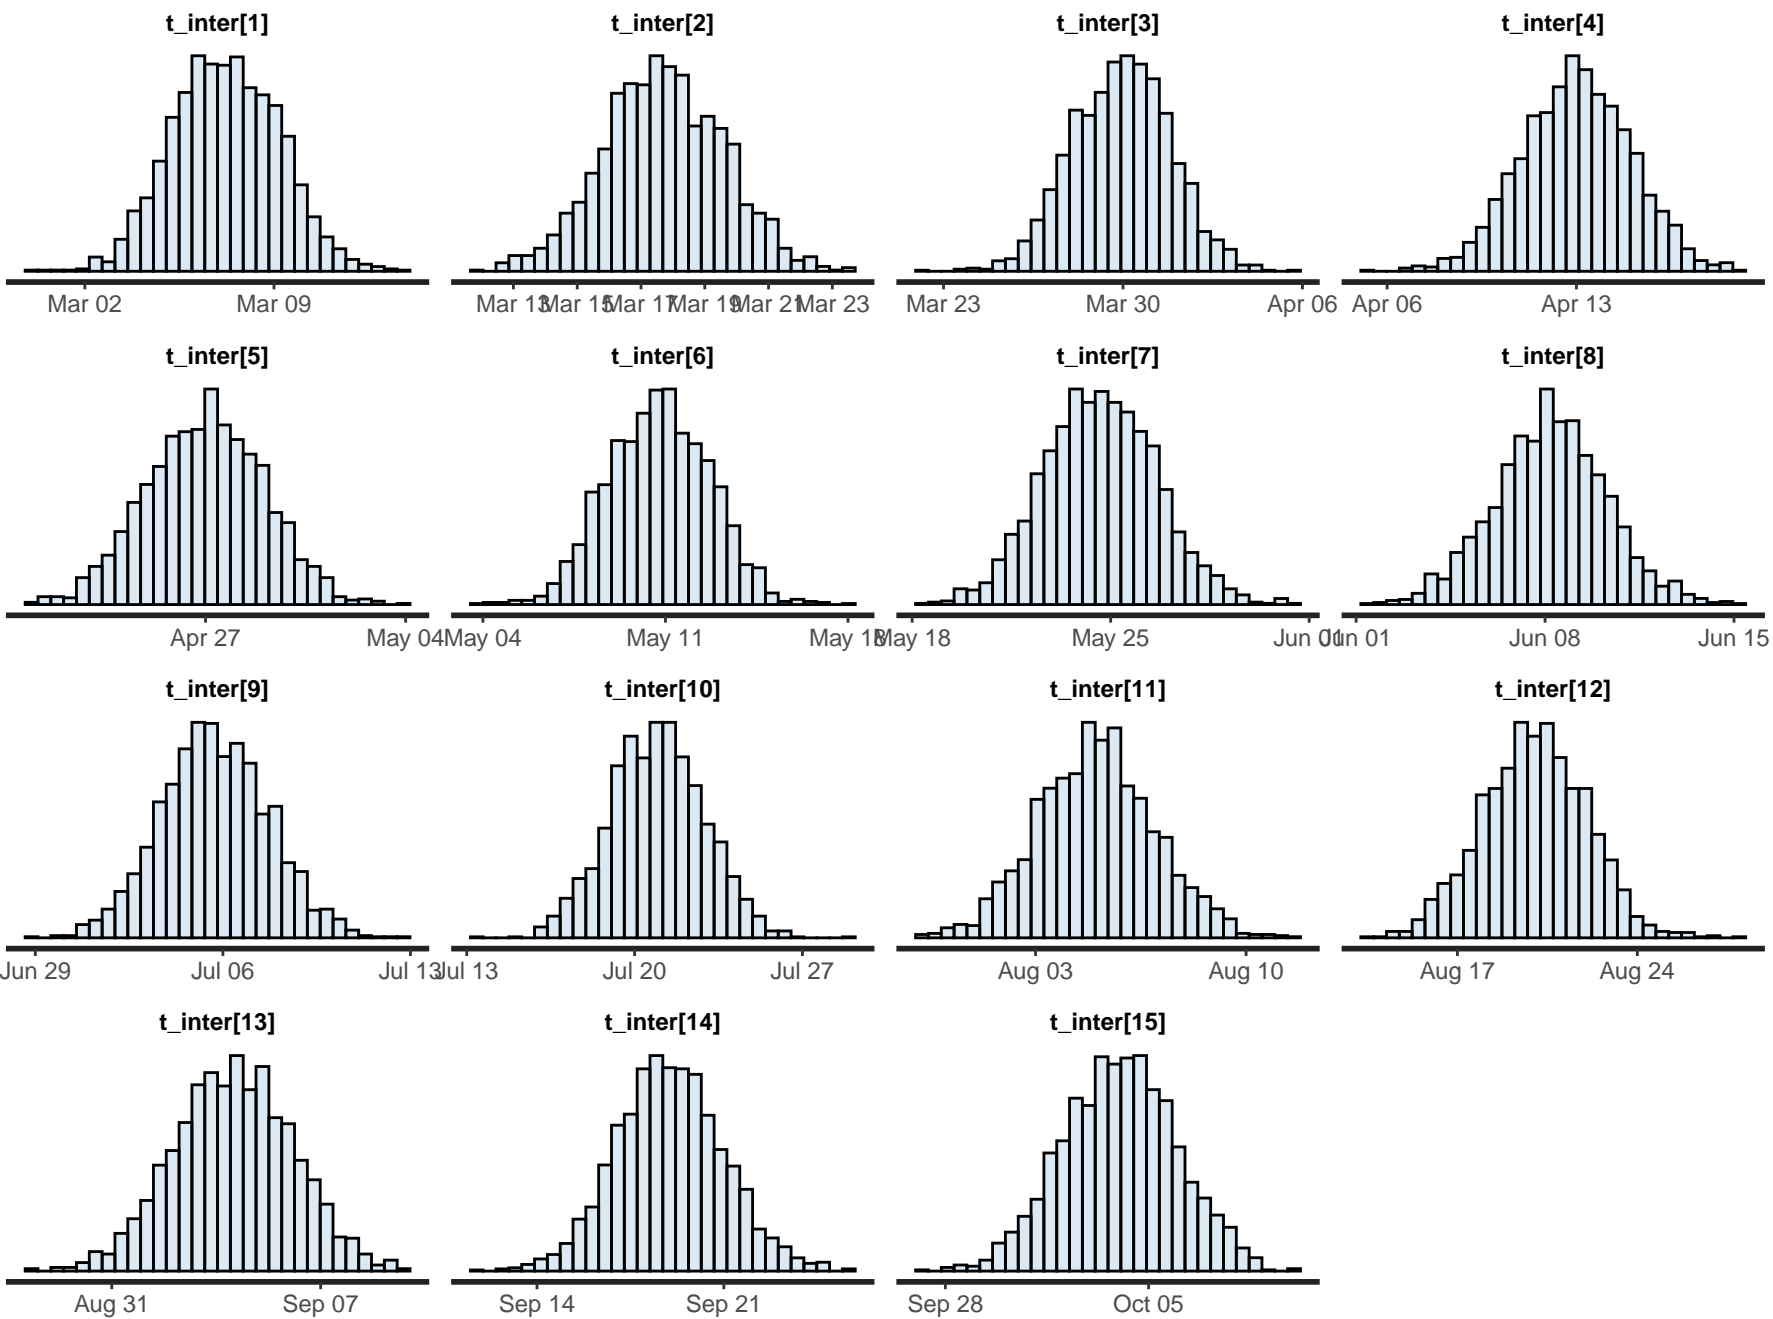 t_inter[1] t_inter[2] t_inter[3] t_inter[4]
Mar 02 Mar 09 Mar 13 Mar 15 Mar 17 Mar 19 Mar 21 Mar 23 Mar 23 Mar 30 Apr 06 Apr 06 Apr 13
t_inter[5] t_inter[6] t_inter[7] t_inter[8]
Apr 27 May 04 May 04 May 11 May 18 May 18 May 25 Jun 01 Jun 01 Jun 08 Jun 15
t_inter[9] t_inter[10] t_inter[11] t_inter[12]
Jun 29 Jul 06 Jul 13 Jul 13 Jul 20 Jul 27 Aug 03 Aug 10 Aug 17 Aug 24
t_inter[13] t_inter[14] t_inter[15]
Aug 31 Sep 07 Sep 14 Sep 21 Sep 28 Oct 05